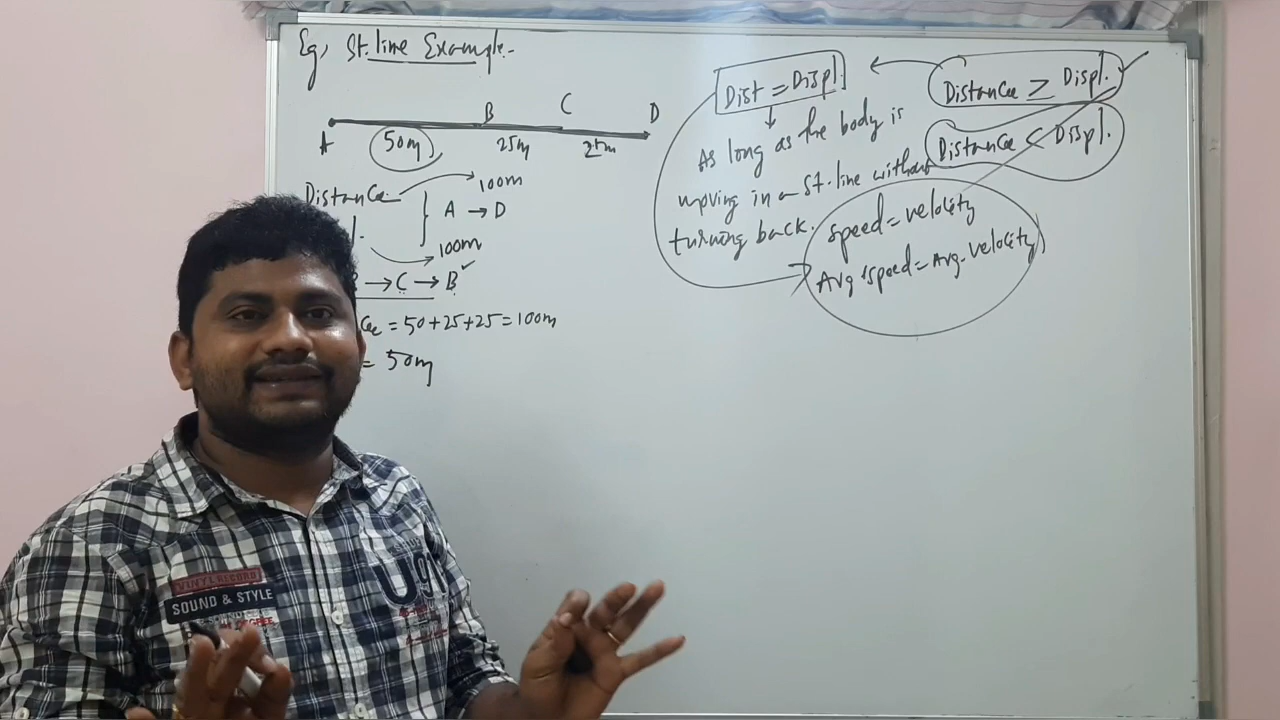 Eg, St.line Example.
A B C D
50m 25m 25m
Distance 100m
A → D
100m
→ C → B
= 50+25+25=100m
= 50m
Dist = Displ.
As long as the body is
moving in a St.line without
turning back.
Distance ≥ Displ.
Distance < Displ.
speed = velocity
Avg speed = Avg. velocity
VINYL RECORD
SOUND & STYLE